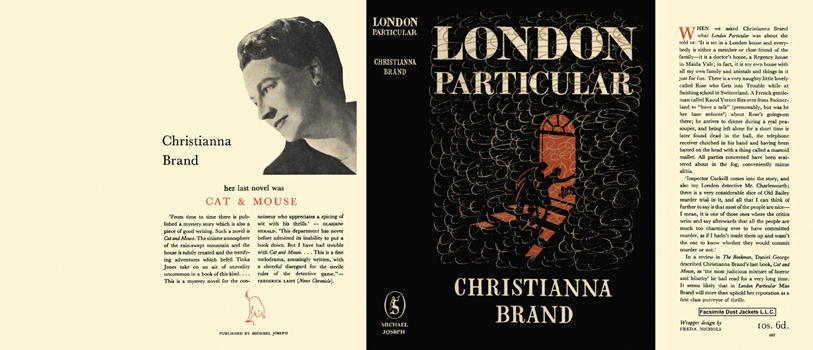 Christianna
Brand
her last novel was
CAT & MOUSE
'From time to time there is pub-
lished a mystery story which is also a
piece of good writing. Such a novel is
Cat and Mouse. The sinister atmosphere
of the rain-swept mountain and the
house is subtly created and the terrify-
ing adventures which befell Tinka
Jones take on an air of unreality
uncommon in a book of this kind. . . .
This is a mystery novel for the con-
noisseur who appreciates a spicing of
wit with his thrills.' — GLASGOW
HERALD. 'This department has never
before admitted its inability to put a
book down. But I have had trouble
with Cat and Mouse. . . . This is a fine
melodrama, amusingly written, with
a cheerful disregard for the sterile
rules of the detective game.'—
FREDERICK LAWS (News Chronicle).
PUBLISHED BY MICHAEL JOSEPH
LONDON
PARTICULAR
CHRISTIANNA
BRAND
MICHAEL
JOSEPH
LONDON
PARTICULAR
CHRISTIANNA
BRAND
WHEN we asked Christianna Brand
what London Particular was about she
told us: 'It is set in a London house and every-
body is either a member or close friend of the
family—it is a doctor's house, a Regency house
in Maida Vale; in fact, it is my own house with
all my own family and animals and things in it
just for fun. There is a very naughty little lovely
called Rose who Gets into Trouble while at
finishing school in Switzerland. A French gentle-
man called Raoul Vernet flies over from Switzer-
land to "have a talk" (presumably, but was he
her base seducer?) about Rose's goings-on
there; he arrives to dinner during a real pea-
souper, and being left alone for a short time is
later found dead in the hall, the telephone
receiver clutched in his hand and having been
batted on the head with a thing called a mastoid
mallet. All parties concerned have been scat-
tered about in the fog, conveniently minus
alibis.
'Inspector Cockrill comes into the story, and
also my London detective Mr. Charlesworth;
there is a very considerable slice of Old Bailey
murder trial in it, and all that I can think of
further to say is that most of the people are nice—
I mean, it is one of those ones where the critics
write and say afterwards that all the people are
much too charming ever to have committed
murder, as if I hadn't made them up and wasn't
the one to know whether they would commit
murder or not.'
In a review in The Bookman, Daniel George
described Christianna Brand's last book, Cat and
Mouse, as 'the most judicious mixture of horror
and hilarity' he had read for a very long time.
It seems likely that in London Particular Miss
Brand will more than uphold her reputation as a
first class purveyor of thrills.
Facsimile Dust Jackets L.L.C.
Wrapper design by
FREDA NICHOLS
10s. 6d.
net